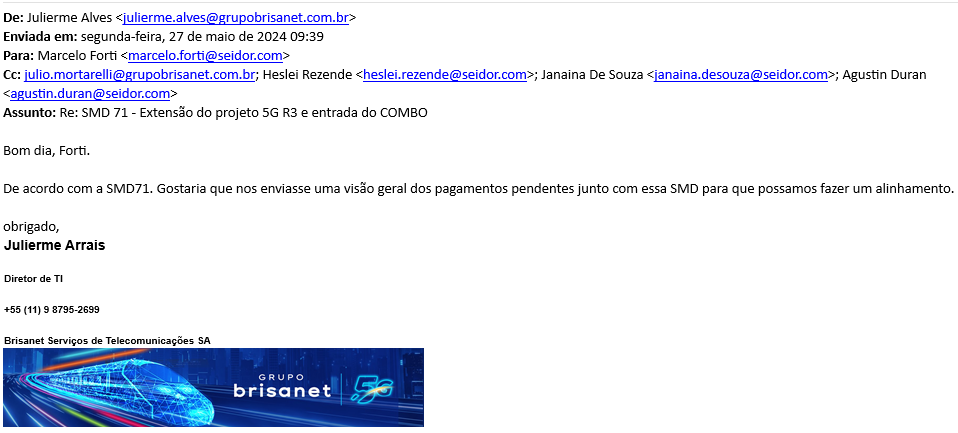 De: Julierme Alves <julierme.alves@grupobrisanet.com.br>
Enviada em: segunda-feira, 27 de maio de 2024 09:39
Para: Marcelo Forti <marcelo.forti@seidor.com>
Cc: julio.mortarelli@grupobrisanet.com.br; Heslei Rezende <heslei.rezende@seidor.com>; Janaina De Souza <janaina.desouza@seidor.com>; Agustin Duran
<agustin.duran@seidor.com>
Assunto: Re: SMD 71 - Extensão do projeto 5G R3 e entrada do COMBO
Bom dia, Forti.
De acordo com a SMD71. Gostaria que nos enviasse uma visão geral dos pagamentos pendentes junto com essa SMD para que possamos fazer um alinhamento.
obrigado,
Julierme Arrais
Diretor de TI
+55 (11) 9 8795-2699
Brisanet Serviços de Telecomunicações SA
GRUPO
brisanet 5G